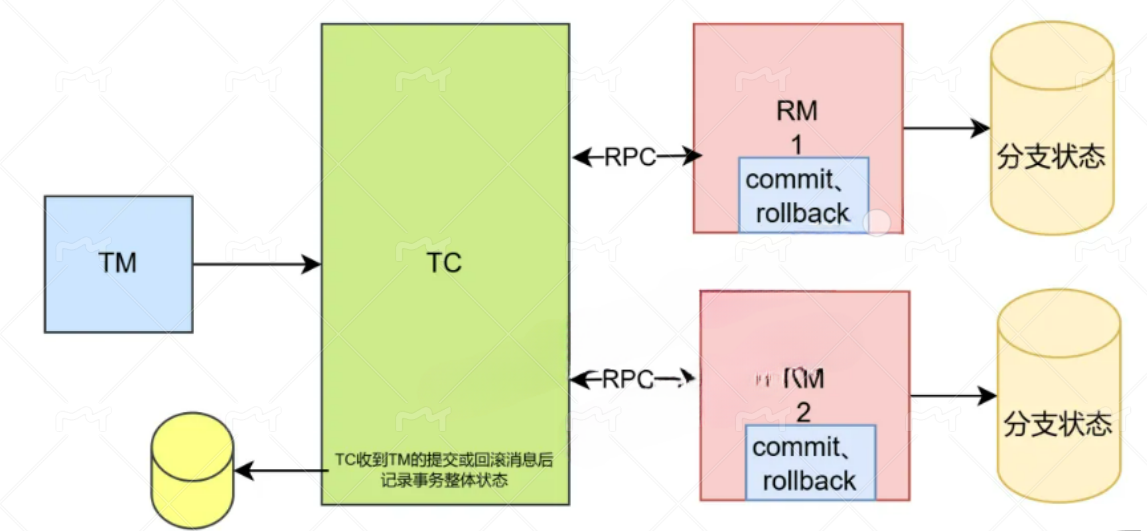 TM
TC
RPC
RM
1
commit、
rollback
分支状态
RPC
RM
2
commit、
rollback
分支状态
TC收到TM的提交或回滚消息后
记录事务整体状态